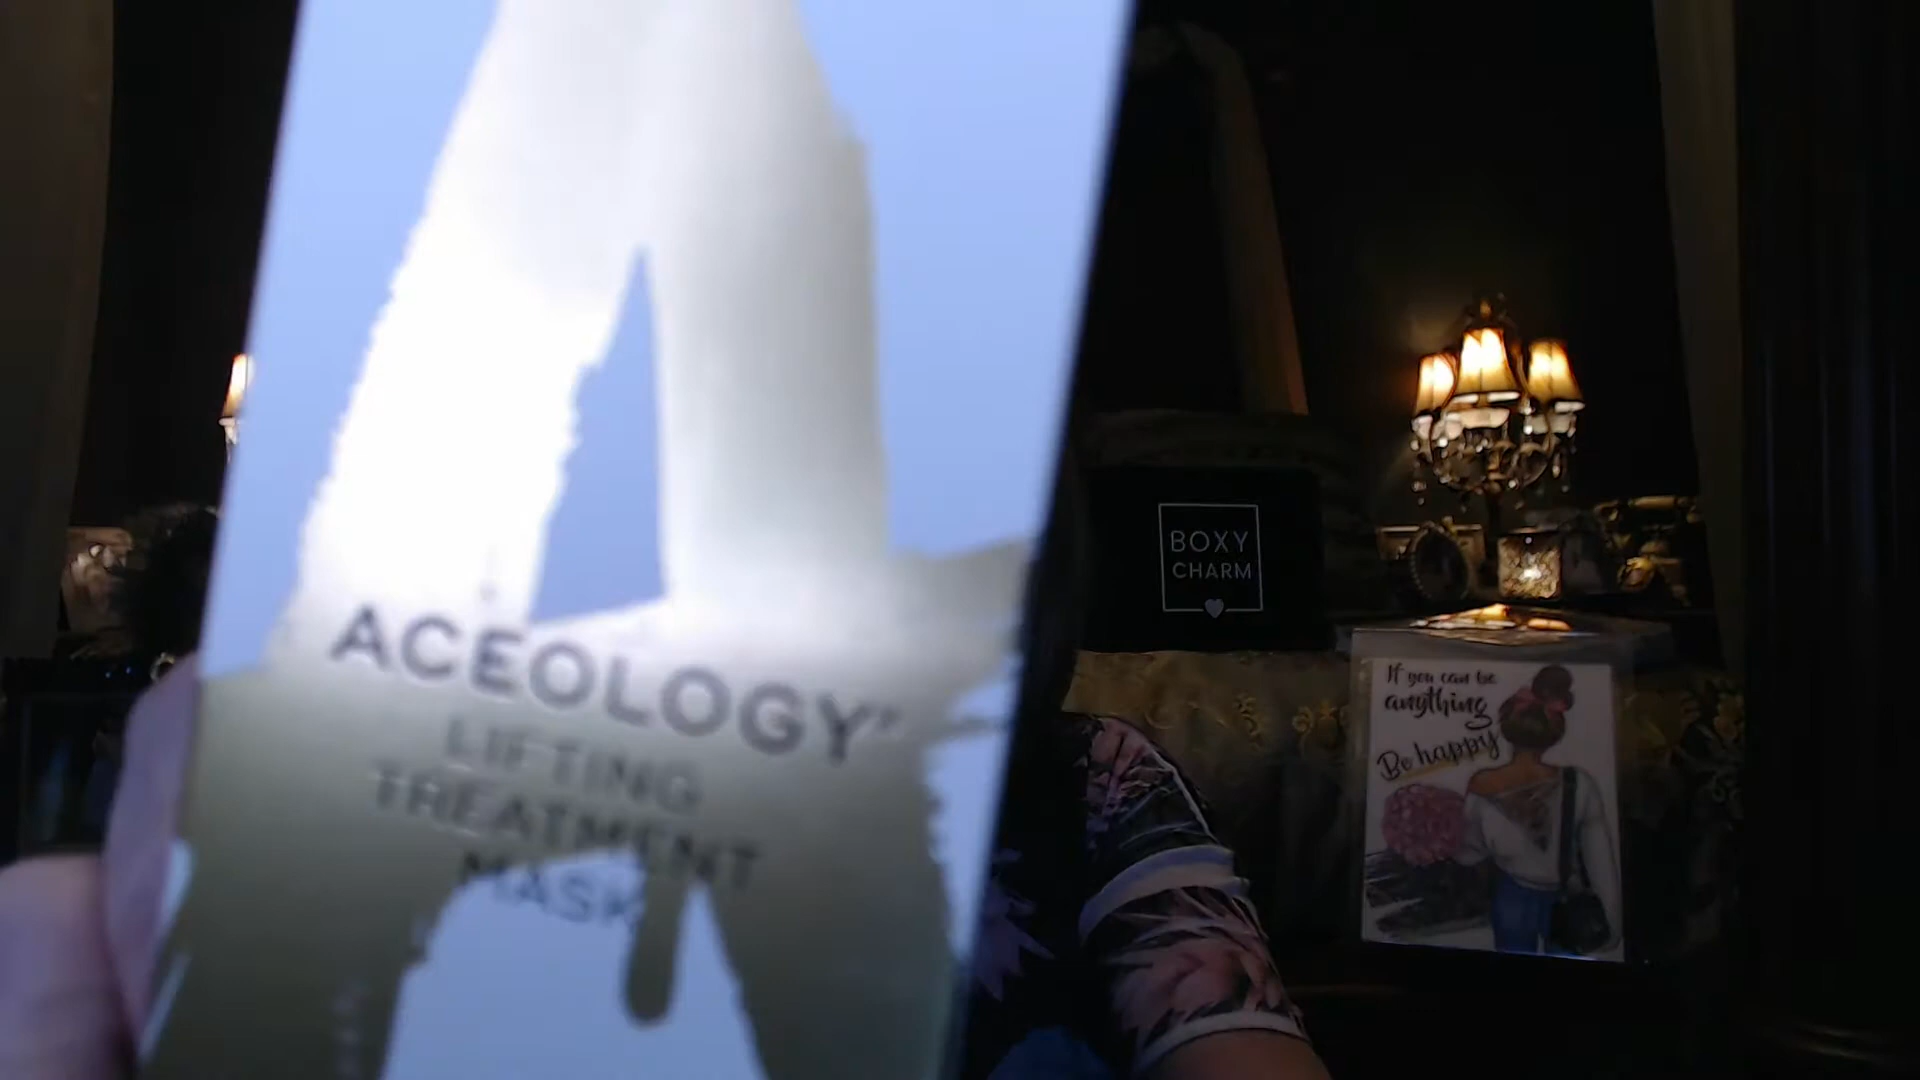 ACEOLOGY
LIFTING
TREATMENT
MASK
BOXY
CHARM
If you can be
anything
Be happy